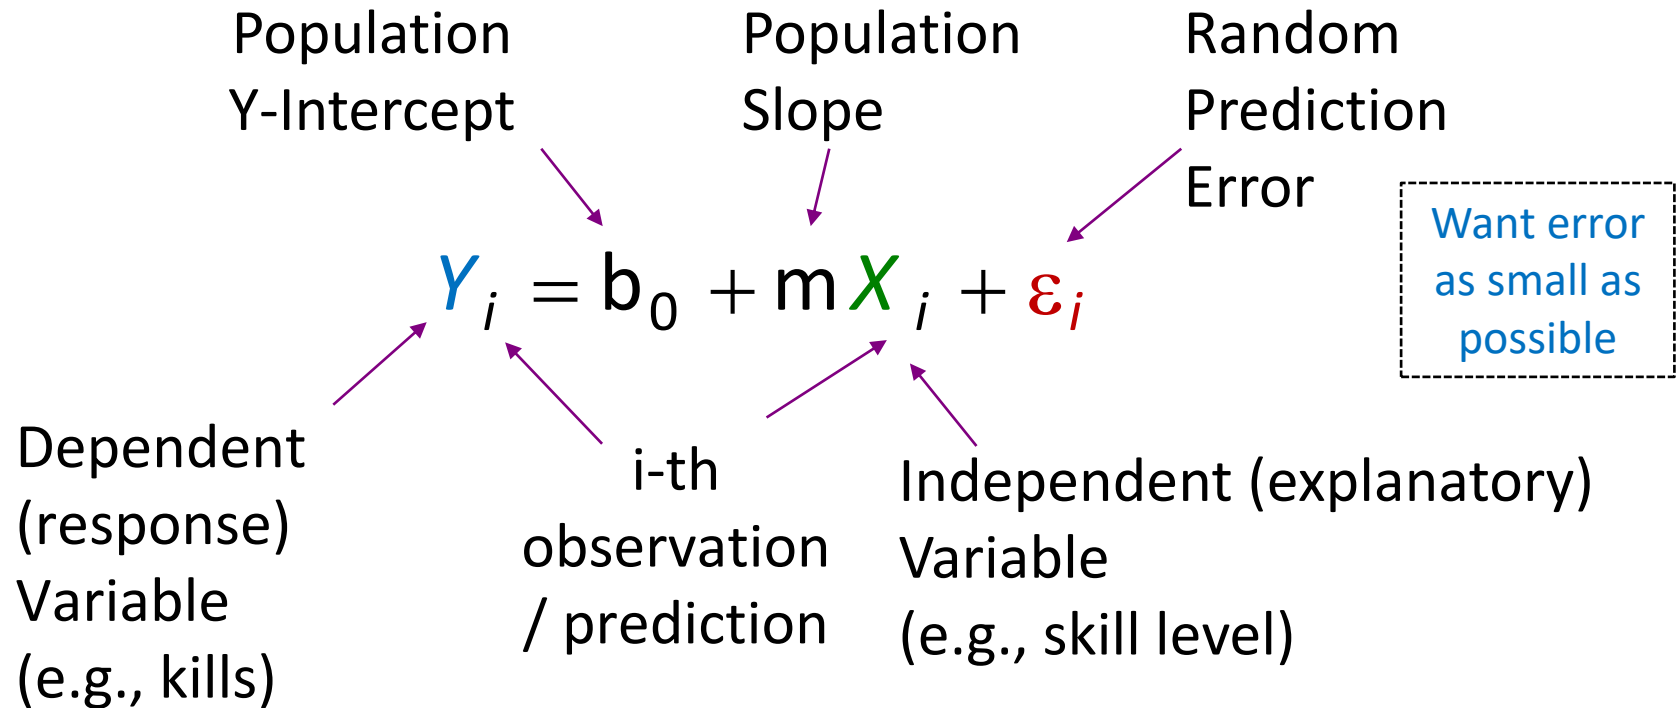 Population
Y-Intercept
Population
Slope
Random
Prediction
Error
Want error
as small as
possible
Yi = b0 + mXi + εi
Dependent
(response)
Variable
(e.g., kills)
i-th
observation
/ prediction
Independent (explanatory)
Variable
(e.g., skill level)